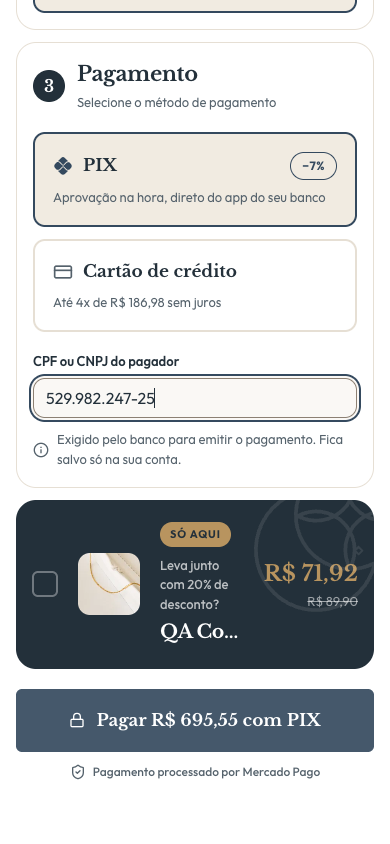 3
Pagamento
Selecione o método de pagamento
PIX
−7%
Aprovação na hora, direto do app do seu banco
Cartão de crédito
Até 4x de R$ 186,98 sem juros
CPF ou CNPJ do pagador
529.982.247-25
Exigido pelo banco para emitir o pagamento. Fica
salvo só na sua conta.
SÓ AQUI
Leva junto
com 20% de
desconto?
QA Co...
R$ 71,92
R$ 89,90
Pagar R$ 695,55 com PIX
Pagamento processado por Mercado Pago